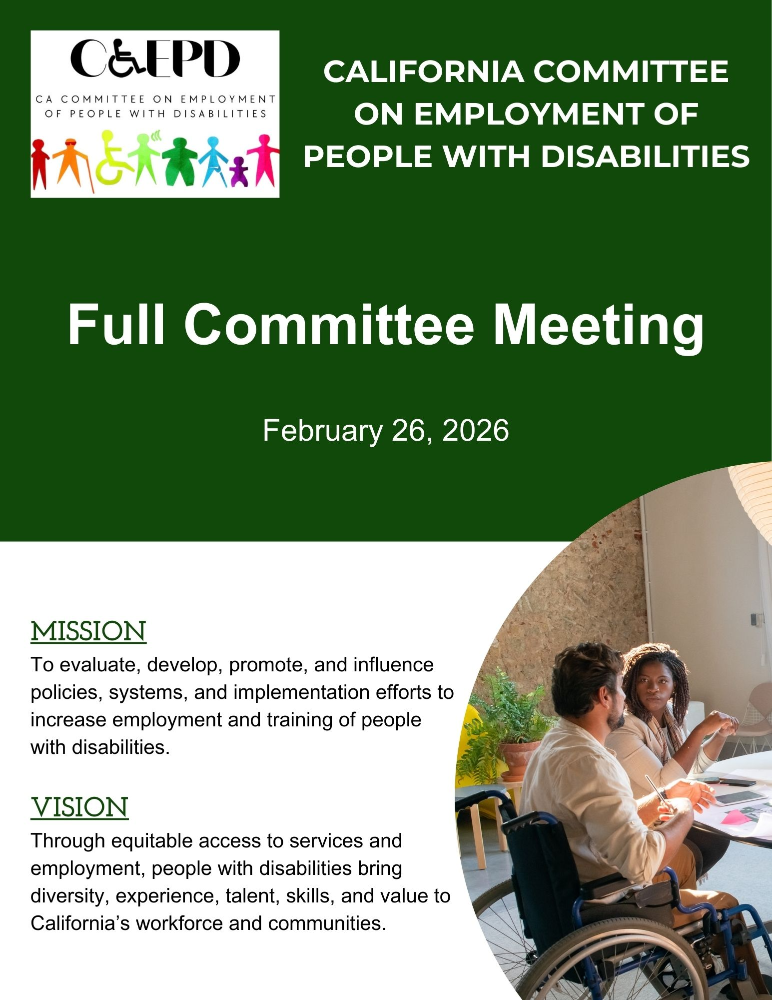 CCEPD
CA COMMITTEE ON EMPLOYMENT
OF PEOPLE WITH DISABILITIES
CALIFORNIA COMMITTEE
ON EMPLOYMENT OF
PEOPLE WITH DISABILITIES
Full Committee Meeting
February 26, 2026
MISSION
To evaluate, develop, promote, and influence
policies, systems, and implementation efforts to
increase employment and training of people
with disabilities.
VISION
Through equitable access to services and
employment, people with disabilities bring
diversity, experience, talent, skills, and value to
California’s workforce and communities.